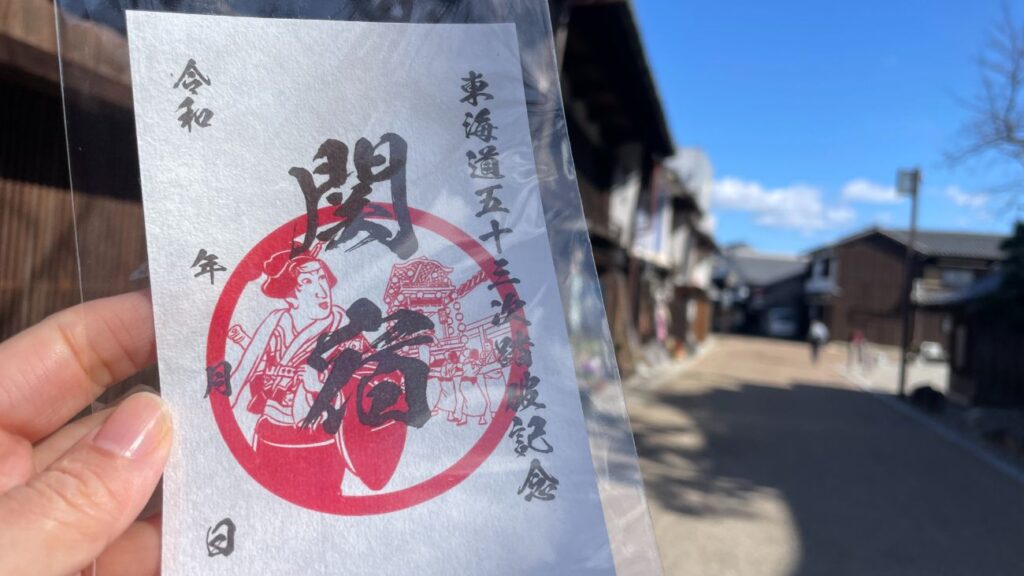 東海道五十三次踏破記念
関宿
令和 年 月 日